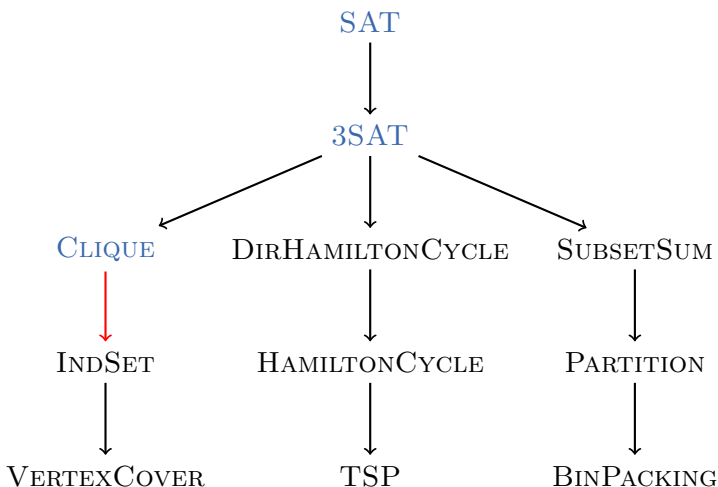 SAT
3SAT
CLIQUE DIRHAMILTONCYCLE SUBSETSUM
INDSET HAMILTONCYCLE PARTITION
VERTEXCOVER TSP BINPACKING